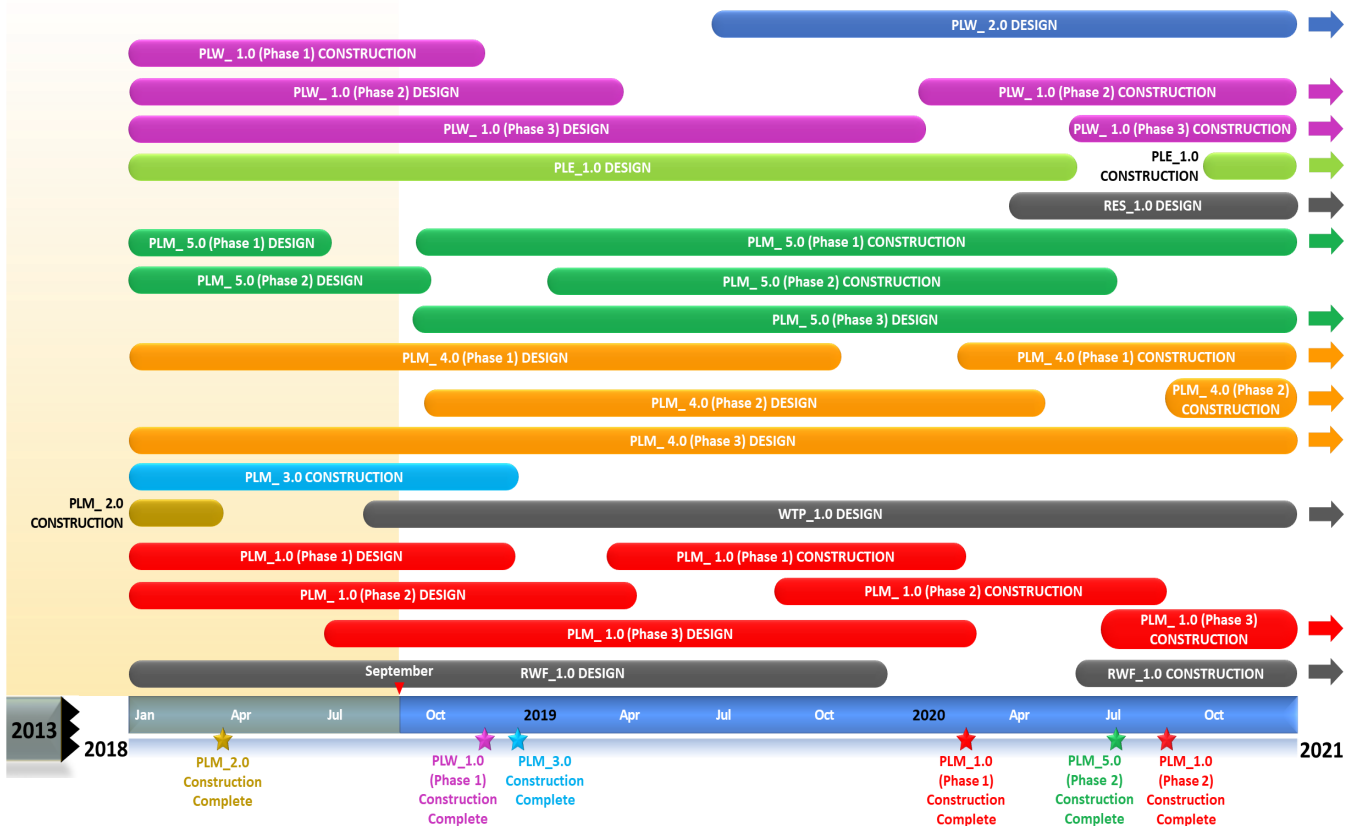 PLW_ 2.0 DESIGN
PLW_ 1.0 (Phase 1) CONSTRUCTION
PLW_ 1.0 (Phase 2) DESIGN
PLW_ 1.0 (Phase 2) CONSTRUCTION
PLW_ 1.0 (Phase 3) DESIGN
PLW_ 1.0 (Phase 3) CONSTRUCTION
PLE_1.0 DESIGN
PLE_1.0
CONSTRUCTION
RES_1.0 DESIGN
PLM_ 5.0 (Phase 1) DESIGN
PLM_ 5.0 (Phase 1) CONSTRUCTION
PLM_ 5.0 (Phase 2) DESIGN
PLM_ 5.0 (Phase 2) CONSTRUCTION
PLM_ 5.0 (Phase 3) DESIGN
PLM_ 4.0 (Phase 1) DESIGN
PLM_ 4.0 (Phase 1) CONSTRUCTION
PLM_ 4.0 (Phase 2) DESIGN
PLM_ 4.0 (Phase 2)
CONSTRUCTION
PLM_ 4.0 (Phase 3) DESIGN
PLM_ 3.0 CONSTRUCTION
PLM_ 2.0
CONSTRUCTION
WTP_1.0 DESIGN
PLM_1.0 (Phase 1) DESIGN
PLM_ 1.0 (Phase 1) CONSTRUCTION
PLM_ 1.0 (Phase 2) DESIGN
PLM_ 1.0 (Phase 2) CONSTRUCTION
PLM_ 1.0 (Phase 3) DESIGN
PLM_ 1.0 (Phase 3)
CONSTRUCTION
September
RWF_1.0 DESIGN
RWF_1.0 CONSTRUCTION
2013
2018
Jan
Apr
Jul
Oct
2019
Apr
Jul
Oct
2020
Apr
Jul
Oct
2021
PLM_2.0
Construction
Complete
PLW_1.0
(Phase 1)
Construction
Complete
PLM_3.0
Construction
Complete
PLM_1.0
(Phase 1)
Construction
Complete
PLM_5.0
(Phase 2)
Construction
Complete
PLM_1.0
(Phase 2)
Construction
Complete